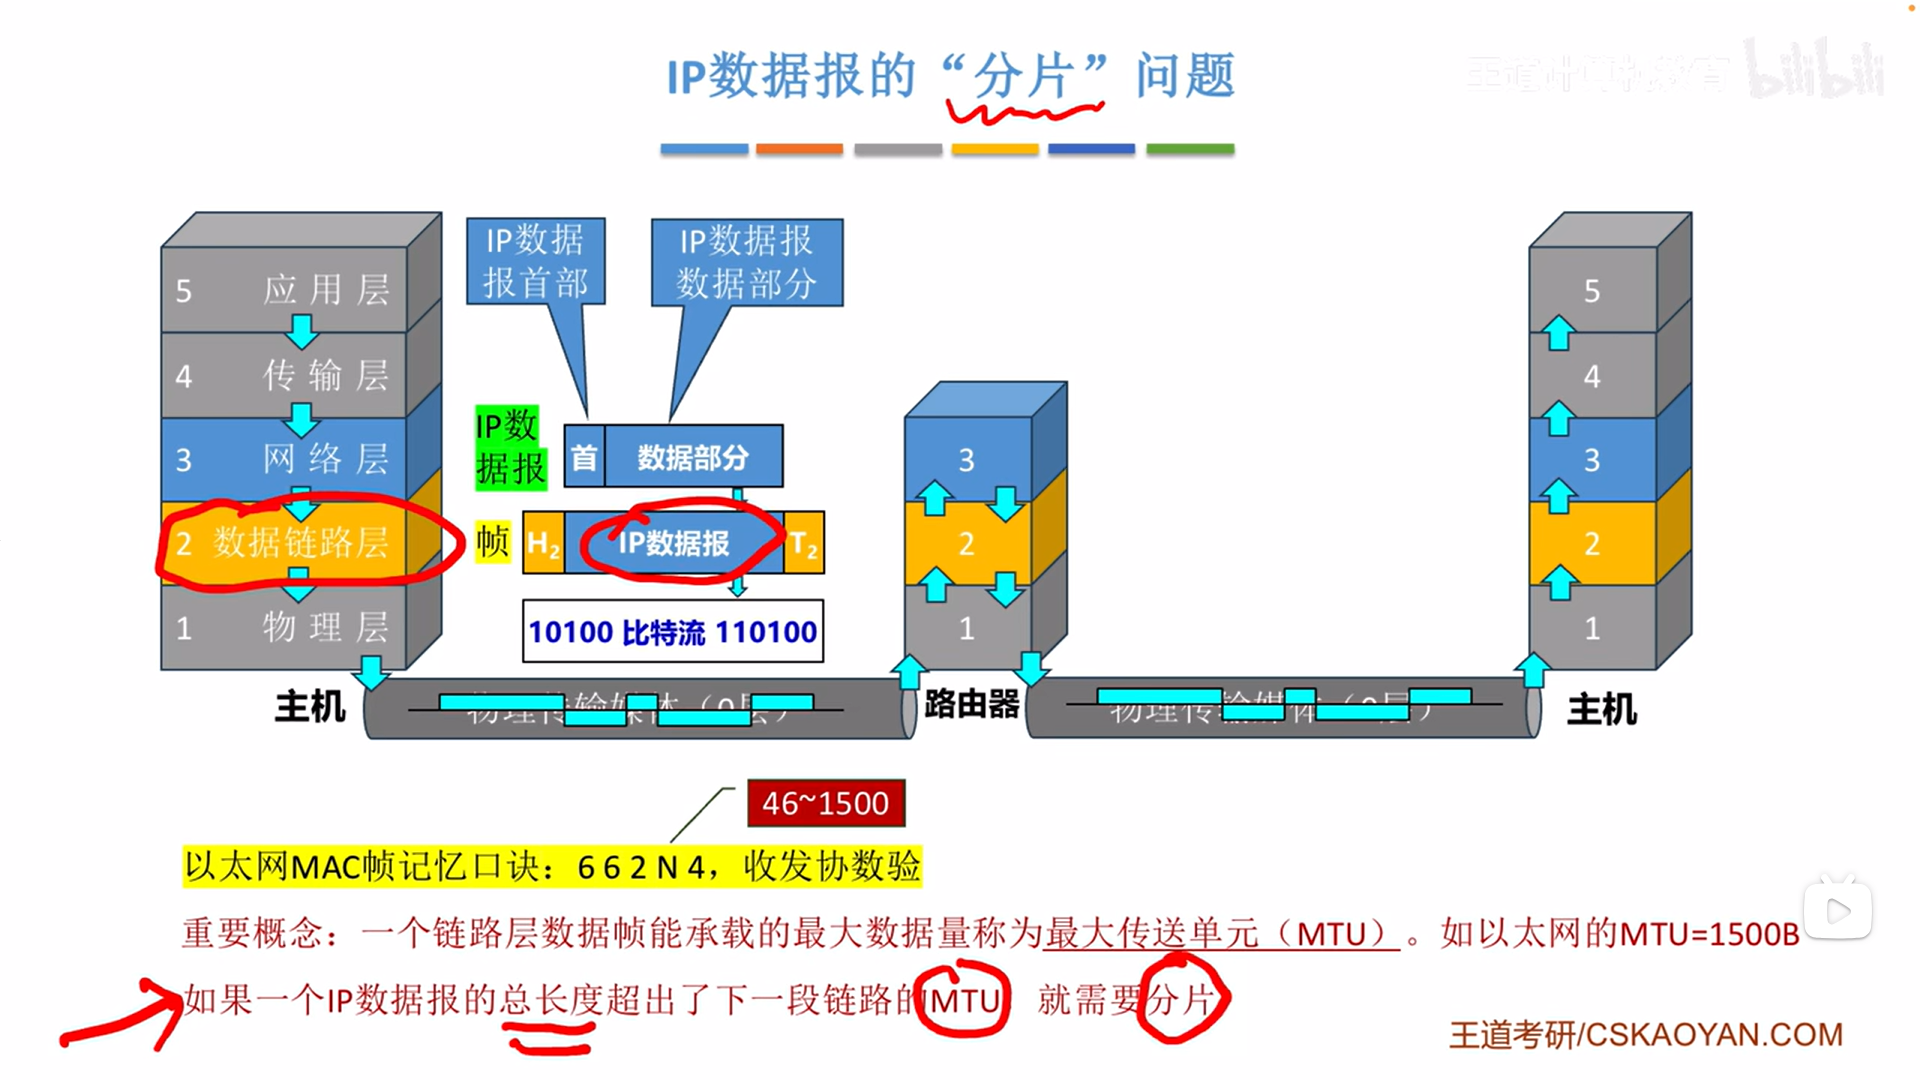 IP数据报的“分片”问题
王道计算机教育 bilibili
5 应用层
4 传输层
3 网络层
2 数据链路层
1 物理层
主机
IP数据
报首部
IP数据报
数据部分
IP数
据报
首 数据部分
帧
H2 IP数据报 T2
10100 比特流 110100
物理传输媒体（0层）
3
2
1
路由器
物理传输媒体（0层）
5
4
3
2
1
主机
46~1500
以太网MAC帧记忆口诀：6 6 2 N 4，收发协数验
重要概念：一个链路层数据帧能承载的最大数据量称为最大传送单元（MTU）。如以太网的MTU=1500B
如果一个IP数据报的总长度超出了下一段链路的MTU 就需要分片
王道考研/CSKAOYAN.COM